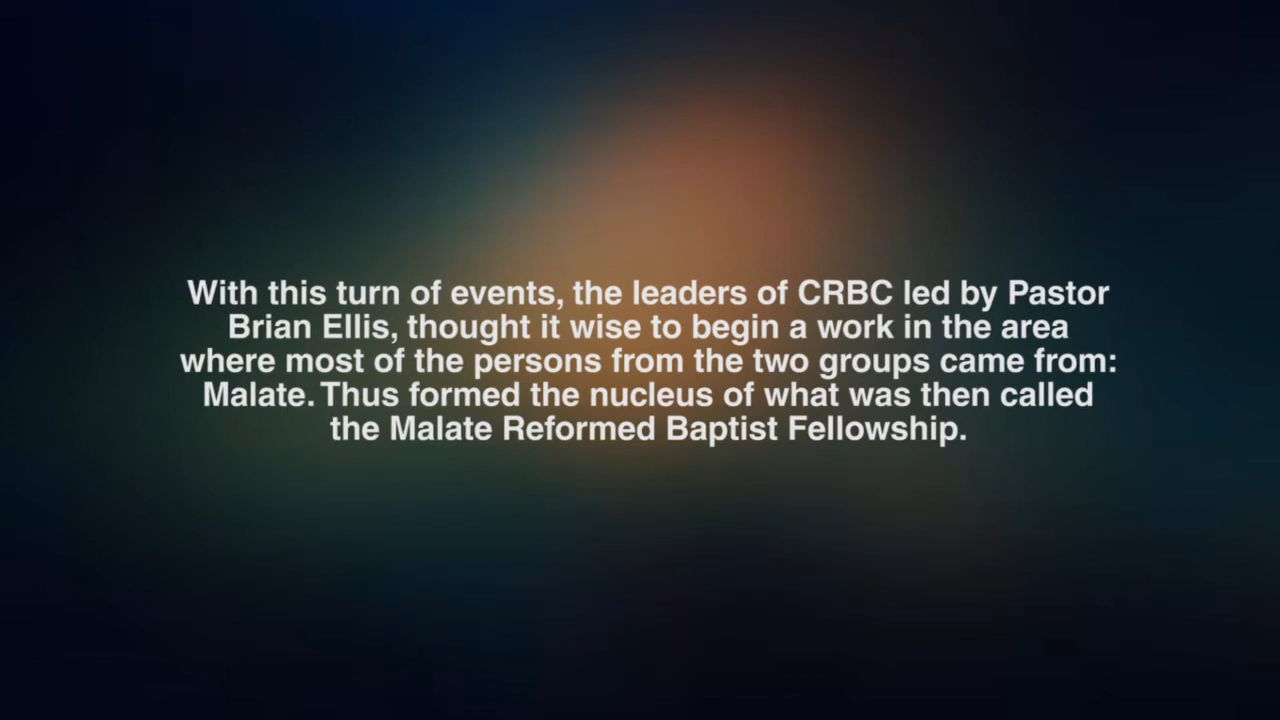 With this turn of events, the leaders of CRBC led by Pastor
Brian Ellis, thought it wise to begin a work in the area
where most of the persons from the two groups came from:
Malate. Thus formed the nucleus of what was then called
the Malate Reformed Baptist Fellowship.